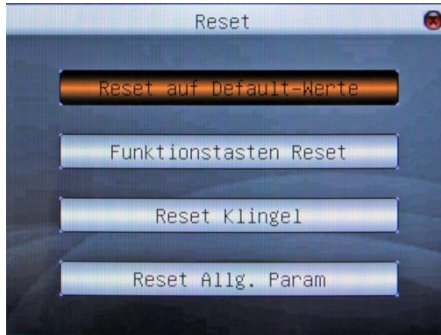 Reset
Reset auf Default-Werte
Funktionstasten Reset
Reset Klingel
Reset Allg. Param